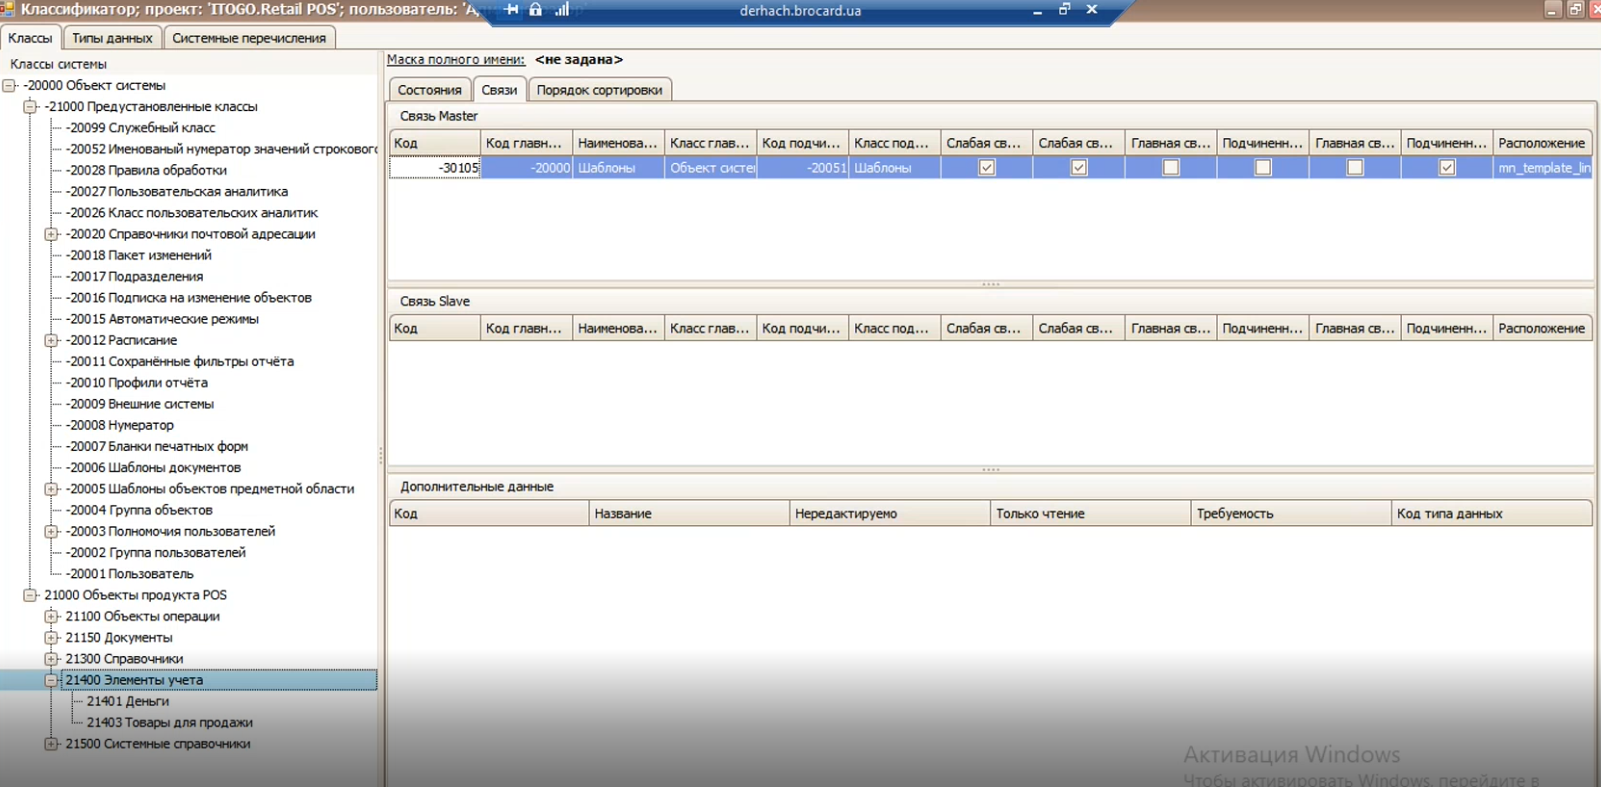 Классификатор; проект: 'ITOGO.Retail POS'; пользователь: 'А
derhach.brocard.ua
Классы Типы данных Системные перечисления
Классы системы
-20000 Объект системы
-21000 Предустановленные классы
-20099 Служебный класс
-20052 Именованый нумератор значений строкового
-20028 Правила обработки
-20027 Пользовательская аналитика
-20026 Класс пользовательских аналитик
-20020 Справочники почтовой адресации
-20018 Пакет изменений
-20017 Подразделения
-20016 Подписка на изменение объектов
-20015 Автоматические режимы
-20012 Расписание
-20011 Сохранённые фильтры отчёта
-20010 Профили отчёта
-20009 Внешние системы
-20008 Нумератор
-20007 Бланки печатных форм
-20006 Шаблоны документов
-20005 Шаблоны объектов предметной области
-20004 Группа объектов
-20003 Полномочия пользователей
-20002 Группа пользователей
-20001 Пользователь
21000 Объекты продукта POS
21100 Объекты операции
21150 Документы
21300 Справочники
21400 Элементы учета
21401 Деньги
21403 Товары для продажи
21500 Системные справочники
Маска полного имени: <не задана>
Состояния Связи Порядок сортировки
Связь Master
Код Код главн... Наименова... Класс глав... Код подчи... Класс под... Слабая св... Слабая св... Главная св... Подчиненн... Главная св... Подчиненн... Расположение
-30105 -20000 Шаблоны Объект систе -20051 Шаблоны mn_template_lin
Связь Slave
Код Код главн... Наименова... Класс глав... Код подчи... Класс под... Слабая св... Слабая св... Главная св... Подчиненн... Главная св... Подчиненн... Расположение
Дополнительные данные
Код Название Нередактируемо Только чтение Требуемость Код типа данных
Активация Windows
Чтобы активировать Windows, перейдите в